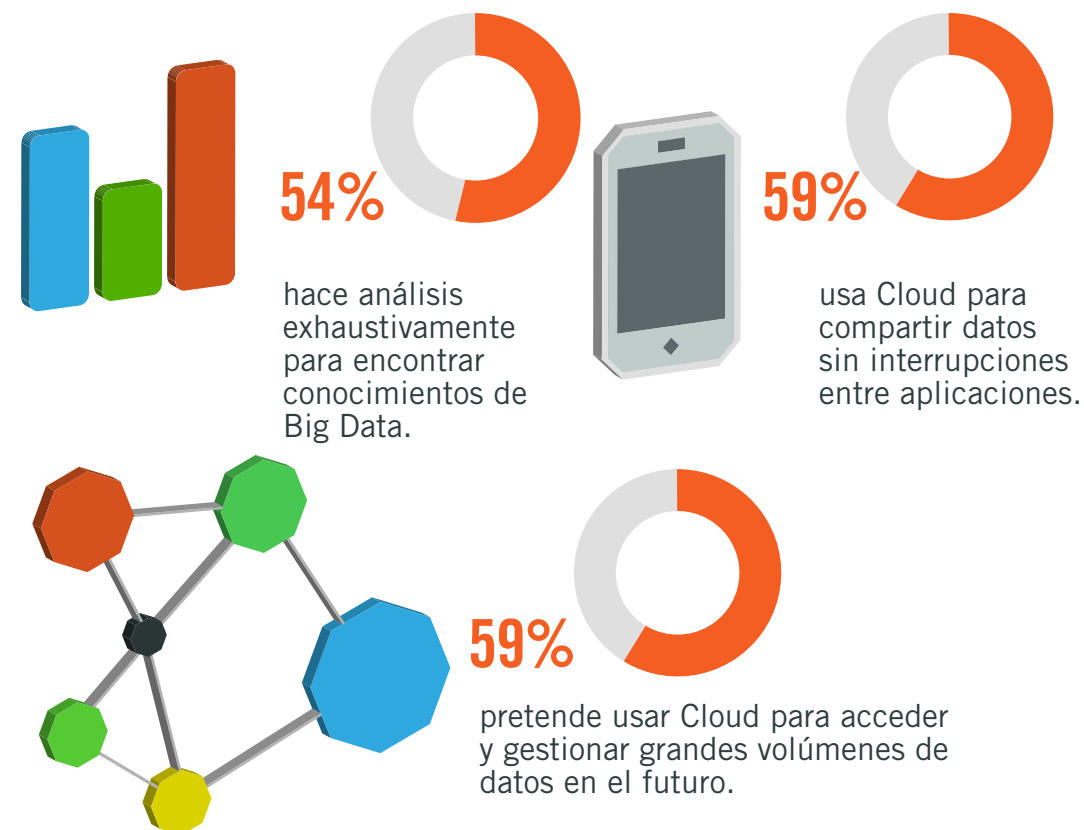 54%
hace análisis
exhaustivamente
para encontrar
conocimientos de
Big Data.
59%
usa Cloud para
compartir datos
sin interrupciones
entre aplicaciones.
59%
pretende usar Cloud para acceder
y gestionar grandes volúmenes de
datos en el futuro.